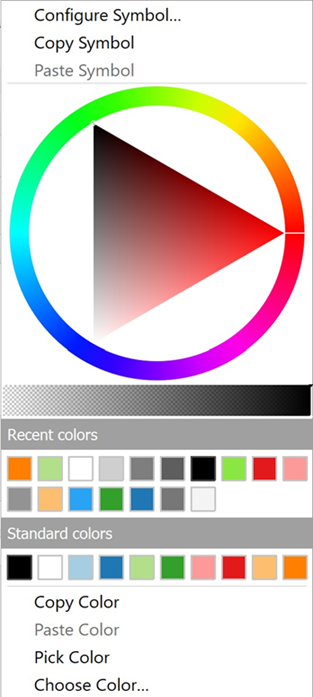 Configure Symbol...
Copy Symbol
Paste Symbol
Recent colors
Standard colors
Copy Color
Paste Color
Pick Color
Choose Color...